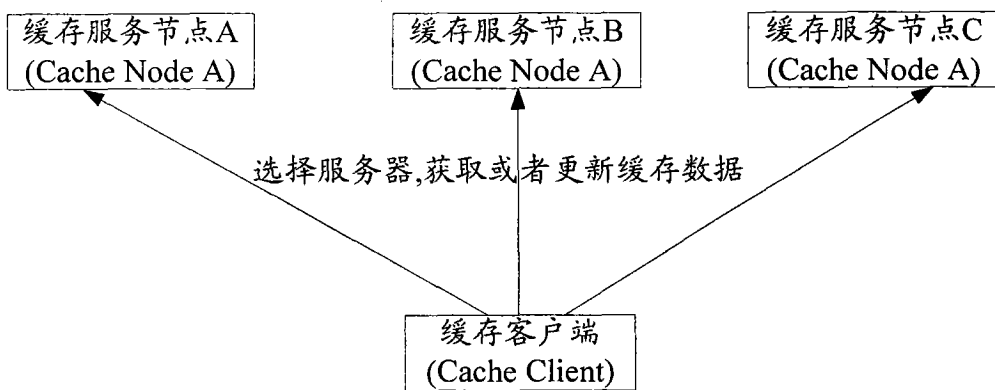 缓存服务节点A
(Cache Node A)
缓存服务节点B
(Cache Node A)
缓存服务节点C
(Cache Node A)
选择服务器,获取或者更新缓存数据
缓存客户端
(Cache Client)